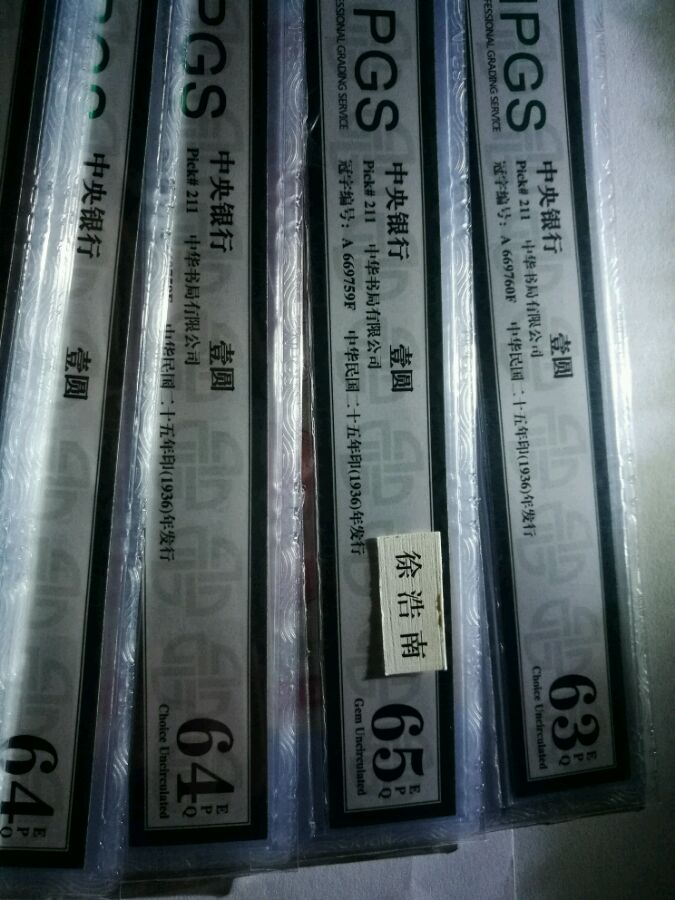 中央银行 壹圆
64 EPQ
PGS
中央银行 壹圆
Pick# 211 中华书局有限公司
中华民国二十五年印(1936)年发行
64 EPQ
Choice Uncirculated
PGS
PROFESSIONAL GRADING SERVICE
中央银行 壹圆
Pick# 211 中华书局有限公司
冠字编号: A 669759F 中华民国二十五年印(1936)年发行
65 EPQ
Gem Uncirculated
徐浩南
PGS
PROFESSIONAL GRADING SERVICE
中央银行 壹圆
Pick# 211 中华书局有限公司
冠字编号: A 669760F 中华民国二十五年印(1936)年发行
63 EPQ
Choice Uncirculated